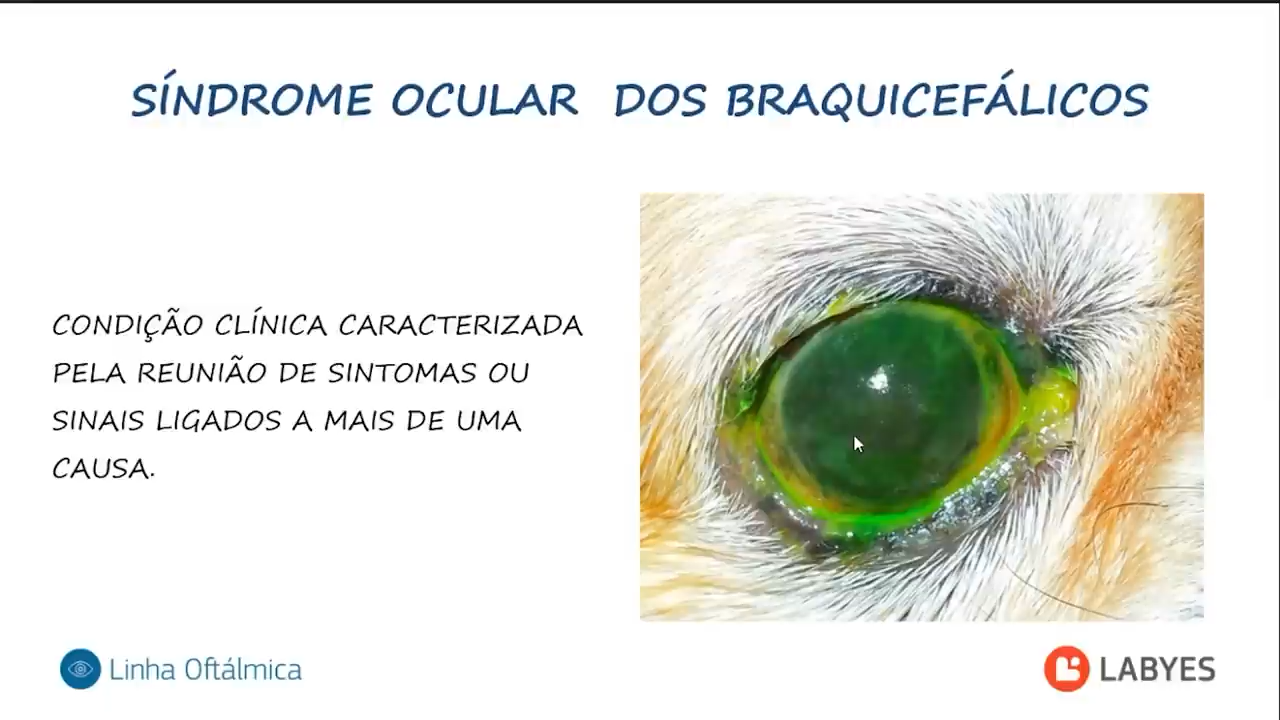 SÍNDROME OCULAR DOS BRAQUICEFÁLICOS
CONDIÇÃO CLÍNICA CARACTERIZADA
PELA REUNIÃO DE SINTOMAS OU
SINAIS LIGADOS A MAIS DE UMA
CAUSA.
Linha Oftálmica
LABYES